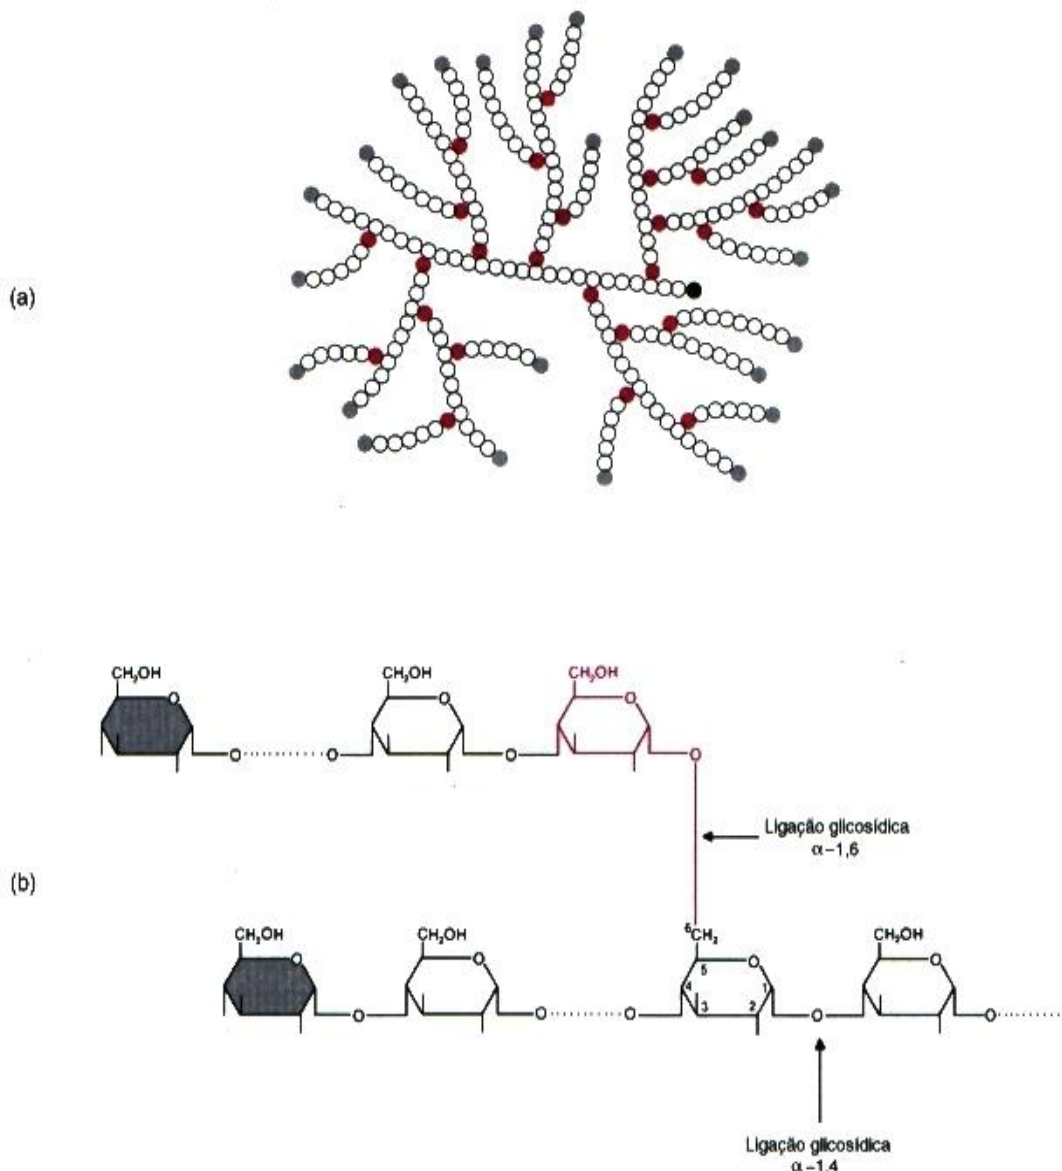 (a)
CH₂OH
CH₂OH
CH₂OH
O
O
O
O
O
O
O
Ligação glicosídica
α–1,6
(b)
CH₂OH
CH₂OH
⁶CH₂
CH₂OH
O
O
5
O
O
4
1
3
2
O
O
O
O
O
Ligação glicosídica
α–1,4